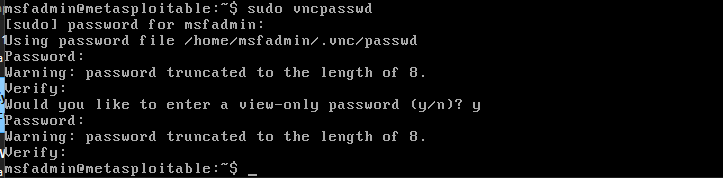 msfadmin@metasploitable:~$ sudo vncpasswd
[sudo] password for msfadmin:
Using password file /home/msfadmin/.vnc/passwd
Password:
Warning: password truncated to the length of 8.
Verify:
Would you like to enter a view-only password (y/n)? y
Password:
Warning: password truncated to the length of 8.
Verify:
msfadmin@metasploitable:~$ _